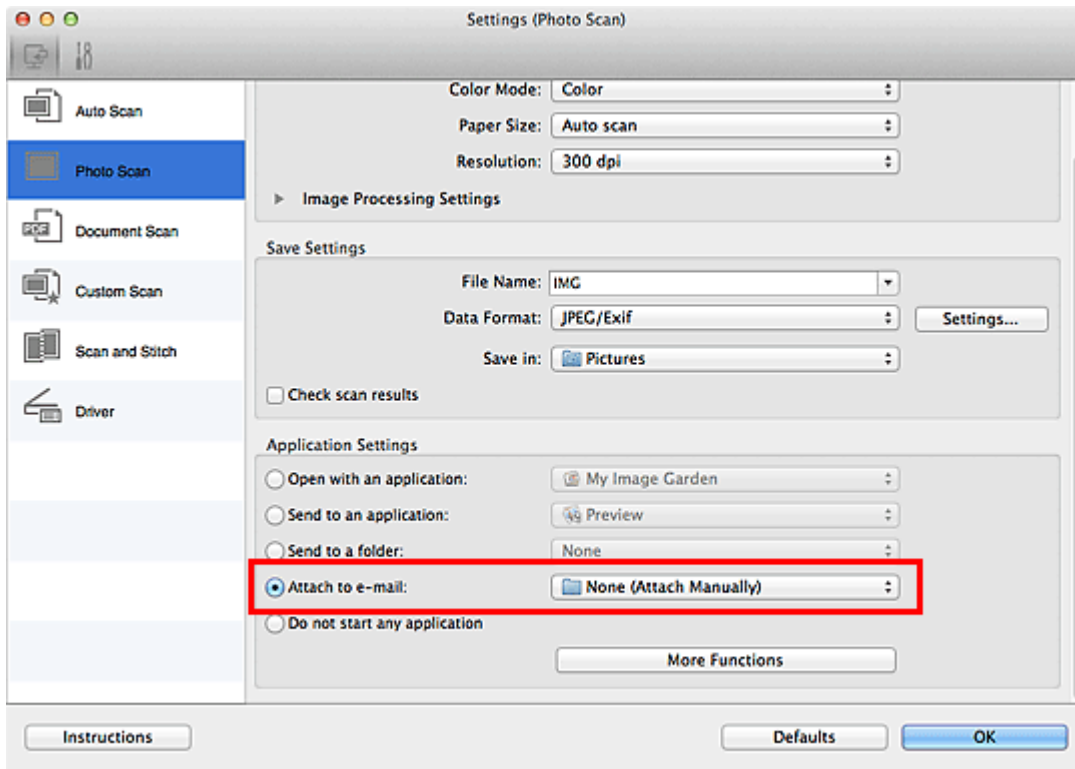 Settings (Photo Scan)
Auto Scan
Photo Scan
PDF
Document Scan
Custom Scan
Scan and Stitch
Driver
Color Mode: Color
Paper Size: Auto scan
Resolution: 300 dpi
Image Processing Settings
Save Settings
File Name: IMG
Data Format: JPEG/Exif Settings...
Save in: Pictures
Check scan results
Application Settings
Open with an application: My Image Garden
Send to an application: Preview
Send to a folder: None
Attach to e-mail: None (Attach Manually)
Do not start any application
More Functions
Instructions Defaults OK